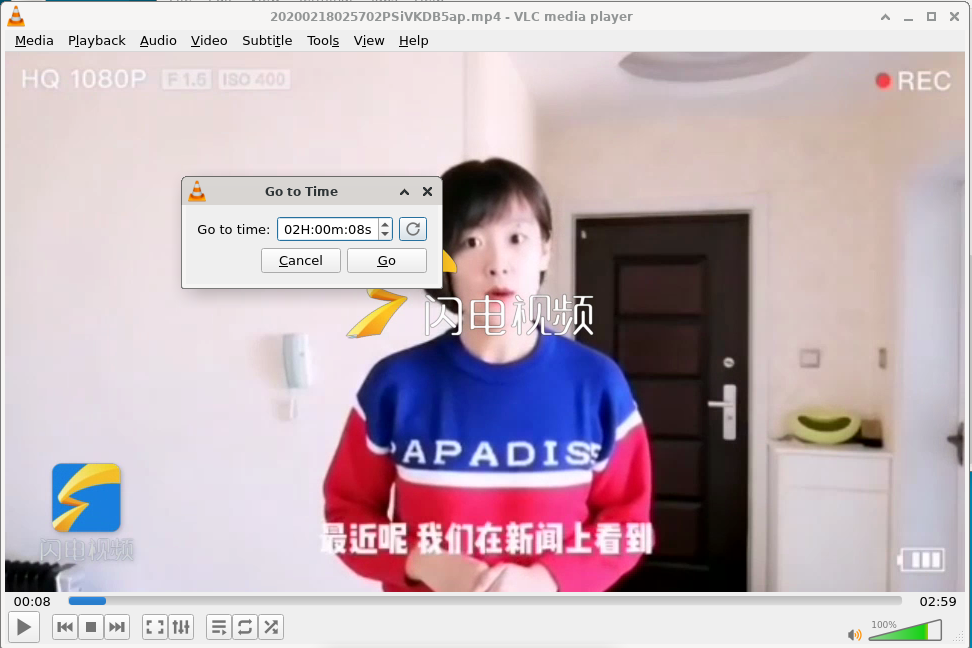 20200218025702PSiVKDB5ap.mp4 - VLC media player
Media Playback Audio Video Subtitle Tools View Help
HQ 1080P F 1.5 ISO 400
REC
Go to Time
Go to time: 02H:00m:08s
Cancel Go
闪电视频
PAPADISE
最近呢 我们在新闻上看到
闪电视频
00:08 02:59
100%